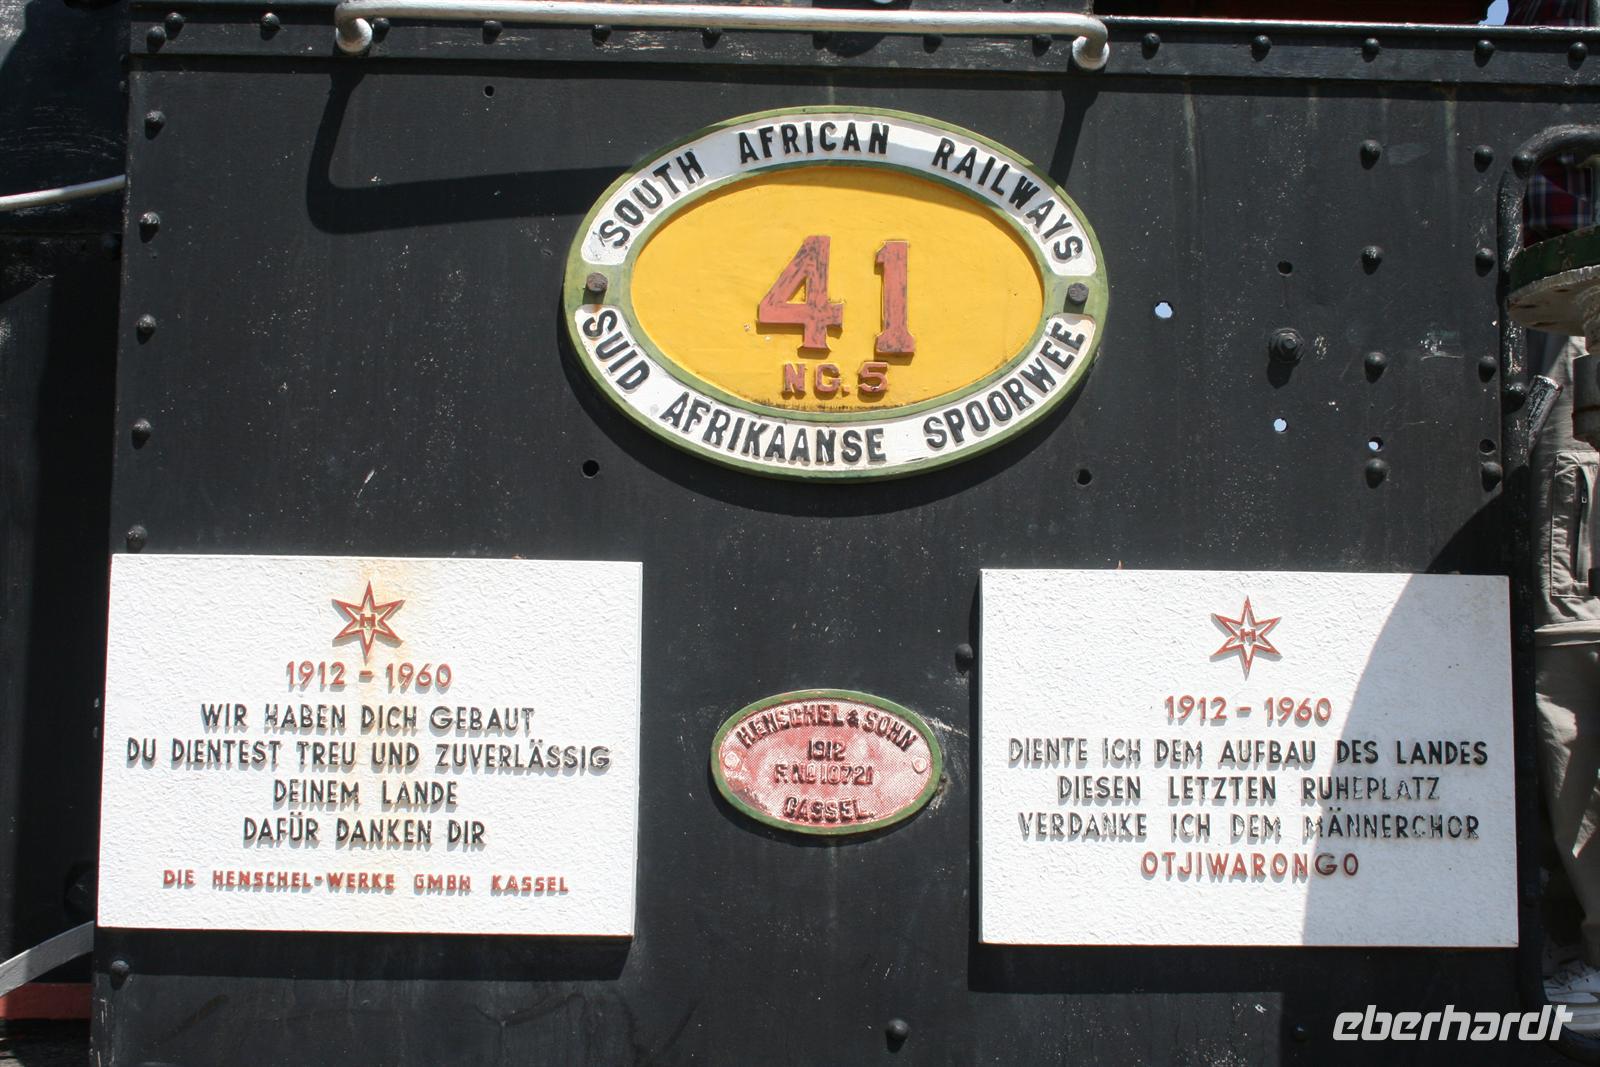 SOUTH AFRICAN RAILWAYS
41
NG.5
SUID AFRIKAANSE SPOORWEE
H
1912 - 1960
WIR HABEN DICH GEBAUT
DU DIENTEST TREU UND ZUVERLÄSSIG
DEINEM LANDE
DAFÜR DANKEN DIR
DIE HENSCHEL-WERKE GMBH KASSEL
HENSCHEL & SOHN
1912
F. NO 10721
CASSEL.
H
1912 - 1960
DIENTE ICH DEM AUFBAU DES LANDES
DIESEN LETZTEN RUHEPLATZ
VERDANKE ICH DEM MÄNNERCHOR
OTJIWARONGO
eberhardt